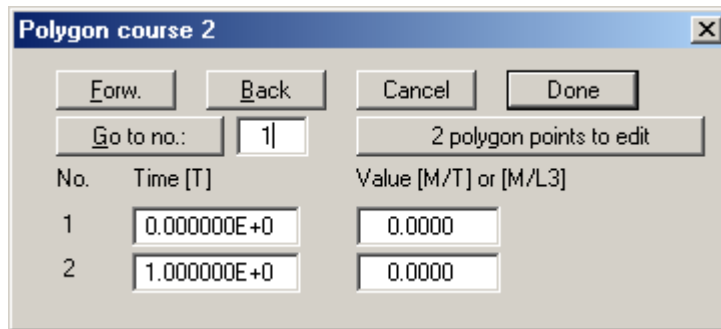 Polygon course 2
Forw. Back Cancel Done
Go to no.: 1 2 polygon points to edit
No. Time [T] Value [M/T] or [M/L3]
1 0.000000E+0 0.0000
2 1.000000E+0 0.0000